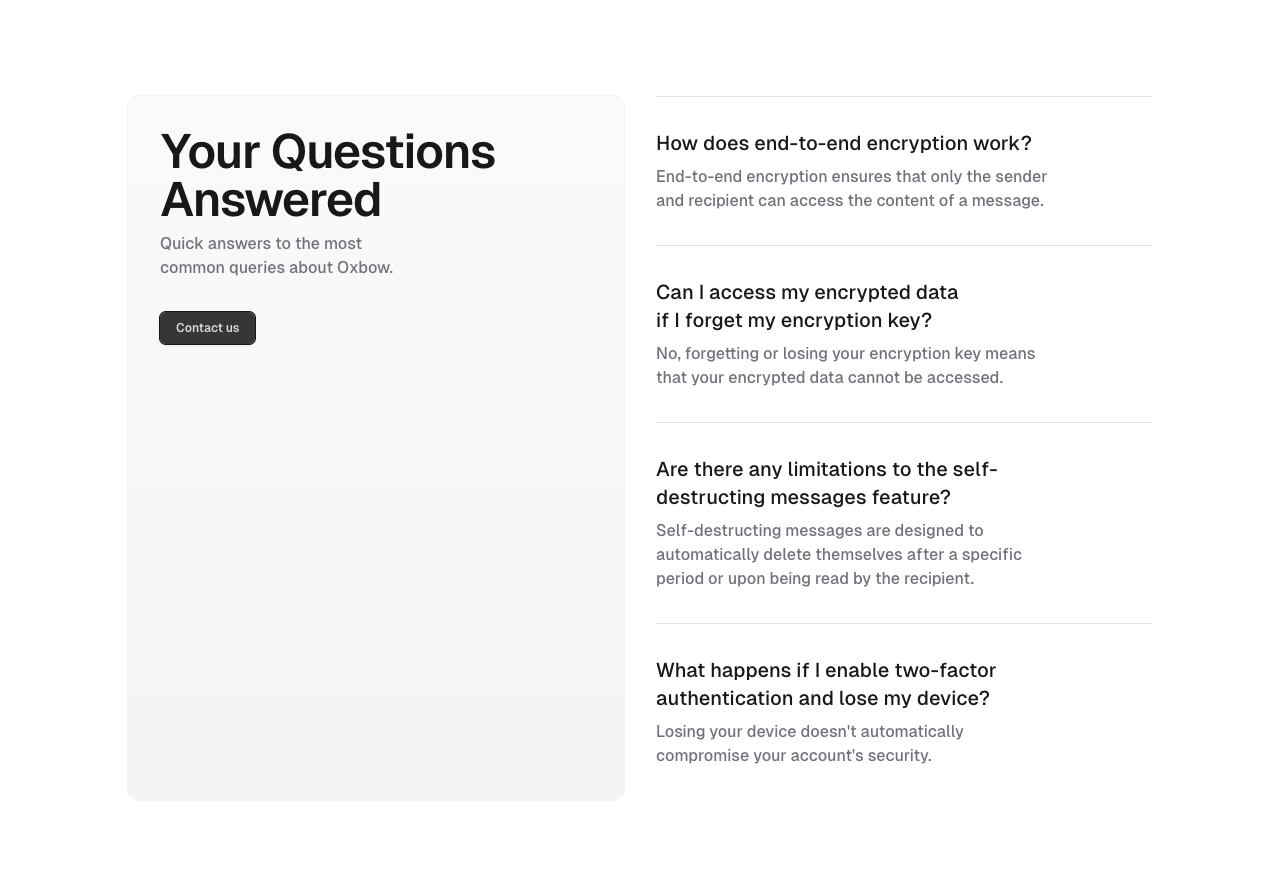 Your Questions
Answered
Quick answers to the most
common queries about Oxbow.
Contact us
How does end-to-end encryption work?
End-to-end encryption ensures that only the sender
and recipient can access the content of a message.
Can I access my encrypted data
if I forget my encryption key?
No, forgetting or losing your encryption key means
that your encrypted data cannot be accessed.
Are there any limitations to the self-
destructing messages feature?
Self-destructing messages are designed to
automatically delete themselves after a specific
period or upon being read by the recipient.
What happens if I enable two-factor
authentication and lose my device?
Losing your device doesn't automatically
compromise your account's security.